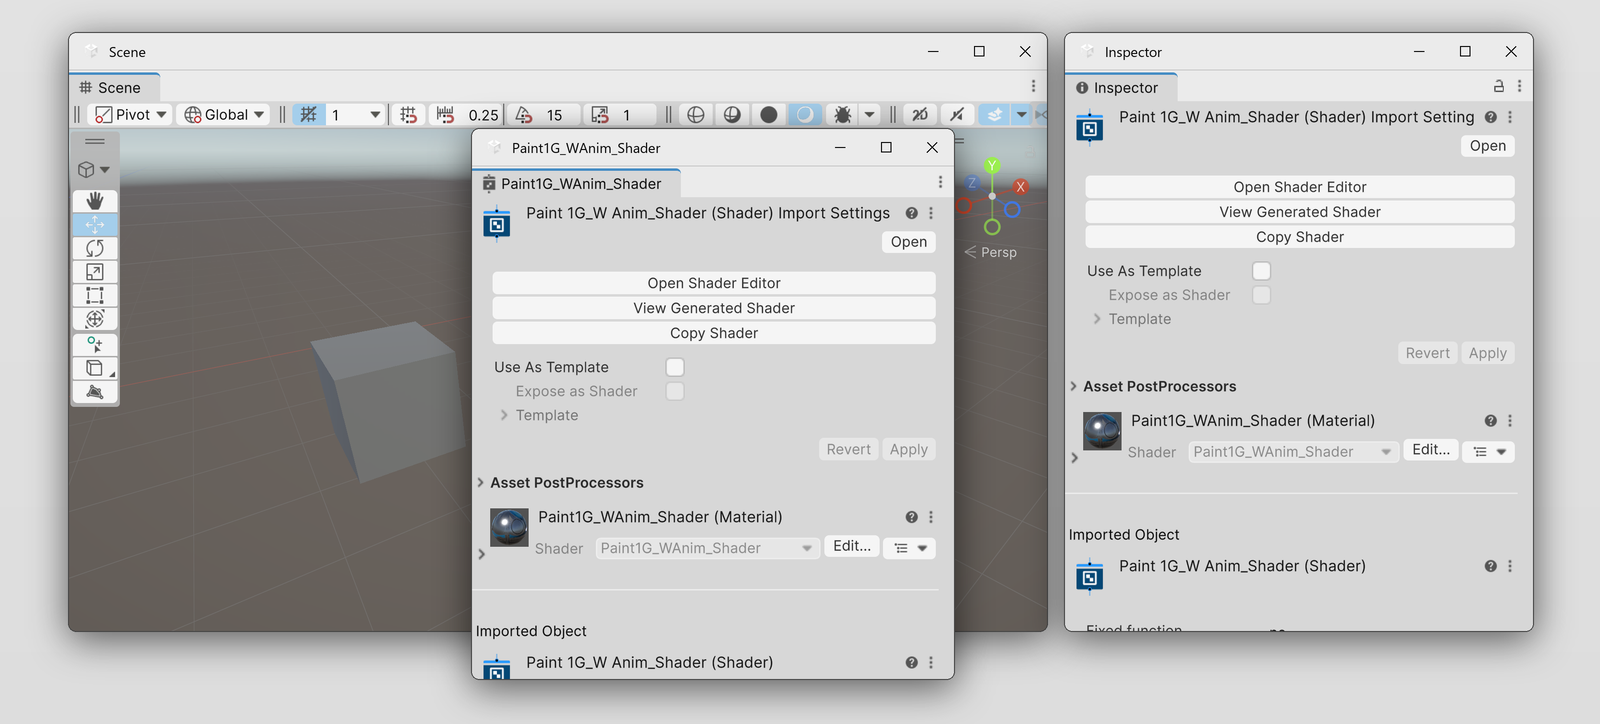 Scene
Scene
Pivot
Global
1
0.25
15
1
2D
Y
Z
X
Persp
Paint1G_WAnim_Shader
Paint1G_WAnim_Shader
Paint 1G_W Anim_Shader (Shader) Import Settings
Open
Open Shader Editor
View Generated Shader
Copy Shader
Use As Template
Expose as Shader
Template
Revert
Apply
Asset PostProcessors
Paint1G_WAnim_Shader (Material)
Shader
Paint1G_WAnim_Shader
Edit...
Imported Object
Paint 1G_W Anim_Shader (Shader)
Inspector
Inspector
Paint 1G_W Anim_Shader (Shader) Import Setting
Open
Open Shader Editor
View Generated Shader
Copy Shader
Use As Template
Expose as Shader
Template
Revert
Apply
Asset PostProcessors
Paint1G_WAnim_Shader (Material)
Shader
Paint1G_WAnim_Shader
Edit...
Imported Object
Paint 1G_W Anim_Shader (Shader)
Fixed function
no